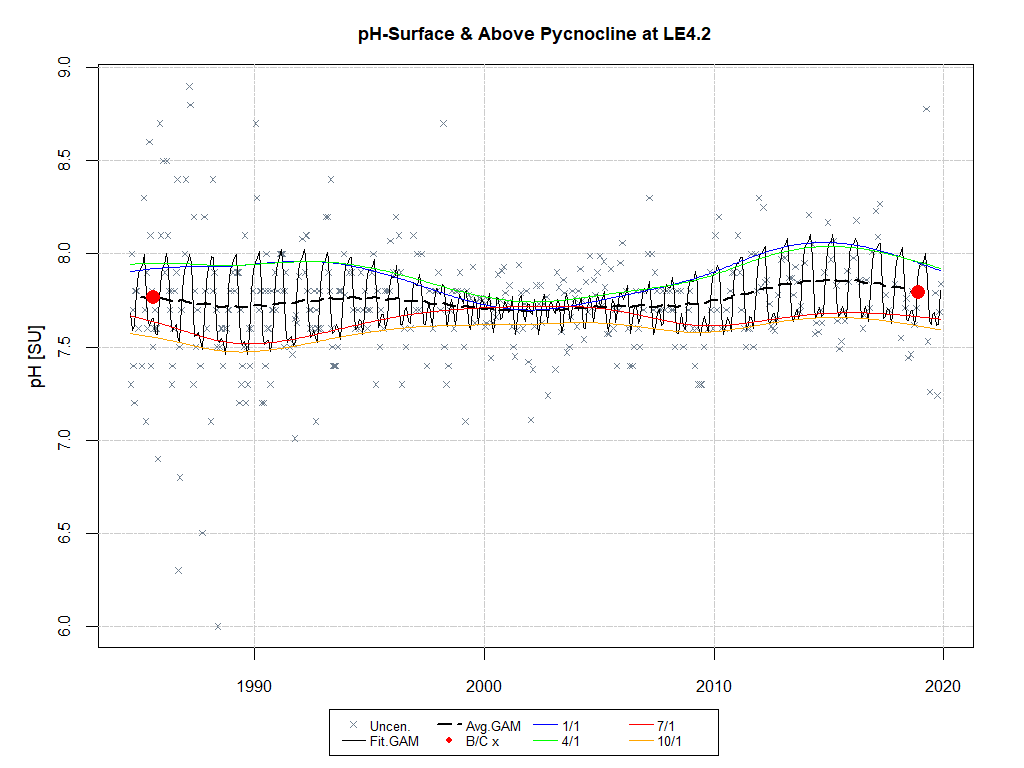 pH-Surface & Above Pycnocline at LE4.2
pH [SU]
9.0
8.5
8.0
7.5
7.0
6.5
6.0
1990 2000 2010 2020
Uncen. Avg.GAM 1/1 7/1
Fit.GAM B/C x 4/1 10/1